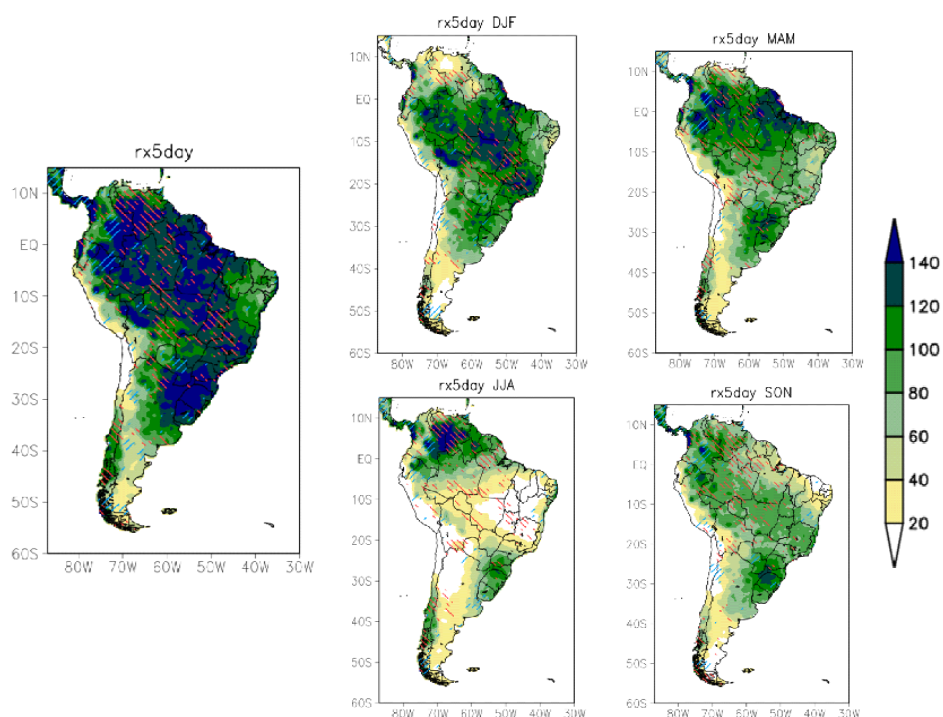 rx5day
10N
EQ
10S
20S
30S
40S
50S
60S
80W 70W 60W 50W 40W 30W
rx5day DJF
10N
EQ
10S
20S
30S
40S
50S
60S
80W 70W 60W 50W 40W 30W
rx5day MAM
10N
EQ
10S
20S
30S
40S
50S
60S
80W 70W 60W 50W 40W 30W
rx5day JJA
10N
EQ
10S
20S
30S
40S
50S
60S
80W 70W 60W 50W 40W 30W
rx5day SON
10N
EQ
10S
20S
30S
40S
50S
60S
80W 70W 60W 50W 40W 30W
140
120
100
80
60
40
20